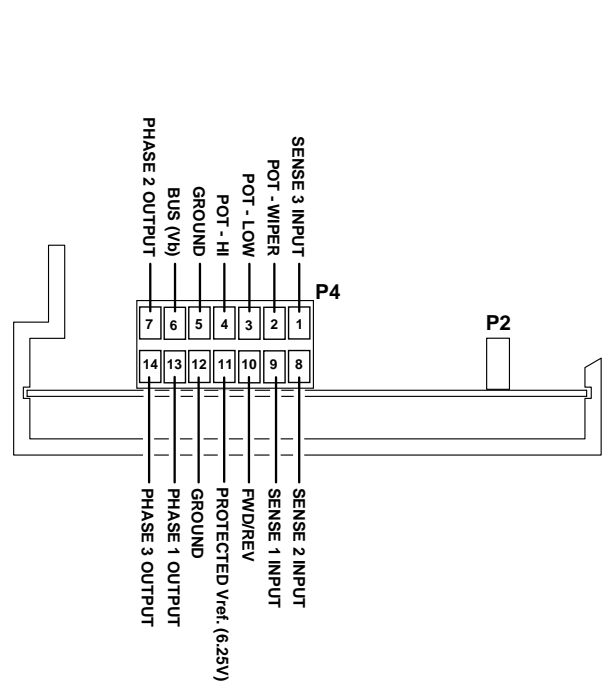 PHASE 2 OUTPUT
BUS (Vb)
GROUND
POT - HI
POT - LOW
POT - WIPER
SENSE 3 INPUT
P4
P2
7 6 5 4 3 2 1
14 13 12 11 10 9 8
PHASE 3 OUTPUT
PHASE 1 OUTPUT
GROUND
PROTECTED Vref. (6.25V)
FWD/REV
SENSE 1 INPUT
SENSE 2 INPUT